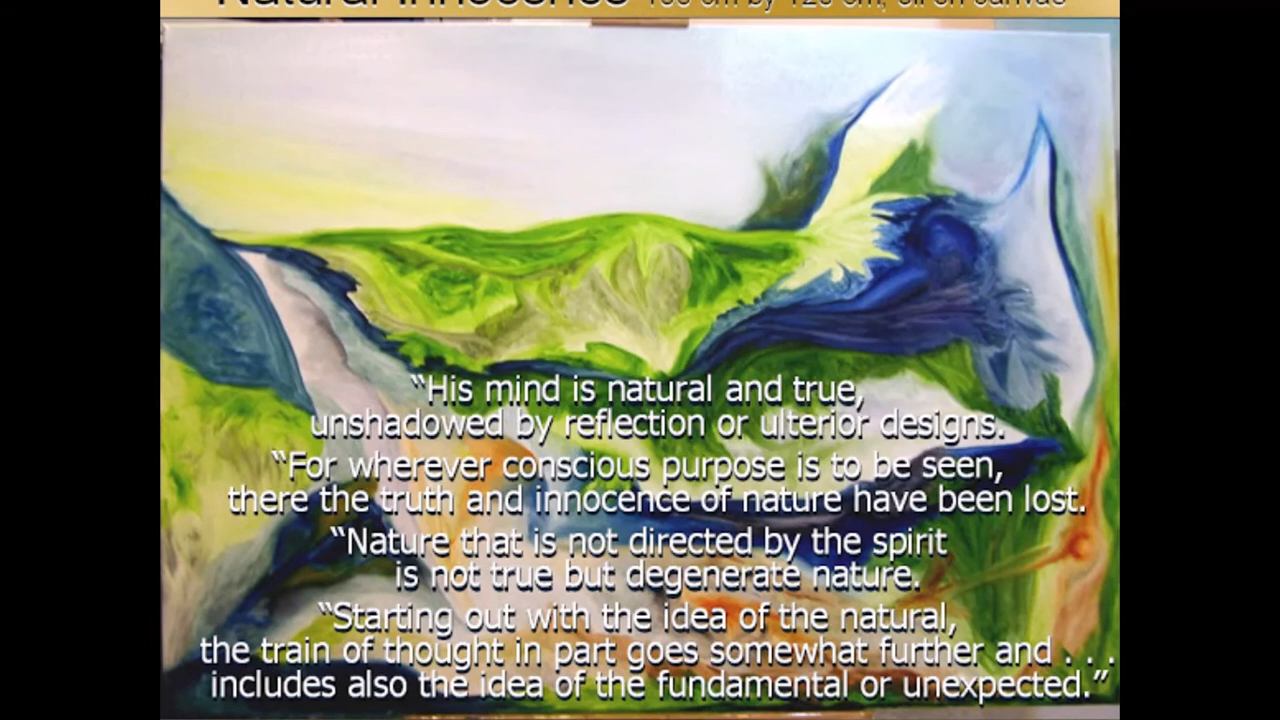 Natural Innocence
"His mind is natural and true,
unshadowed by reflection or ulterior designs.
"For wherever conscious purpose is to be seen,
there the truth and innocence of nature have been lost.
"Nature that is not directed by the spirit
is not true but degenerate nature.
"Starting out with the idea of the natural,
the train of thought in part goes somewhat further and . . .
includes also the idea of the fundamental or unexpected."